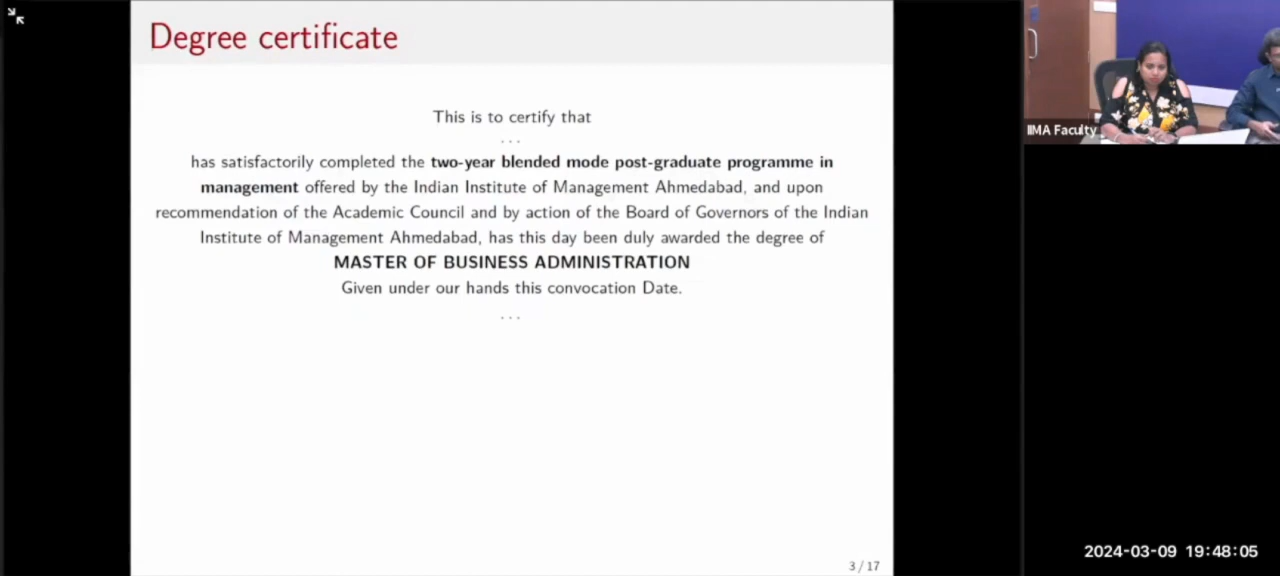 Degree certificate
This is to certify that
...
has satisfactorily completed the two-year blended mode post-graduate programme in
management offered by the Indian Institute of Management Ahmedabad, and upon
recommendation of the Academic Council and by action of the Board of Governors of the Indian
Institute of Management Ahmedabad, has this day been duly awarded the degree of
MASTER OF BUSINESS ADMINISTRATION
Given under our hands this convocation Date.
...
3 / 17
IIMA Faculty
2024-03-09 19:48:05